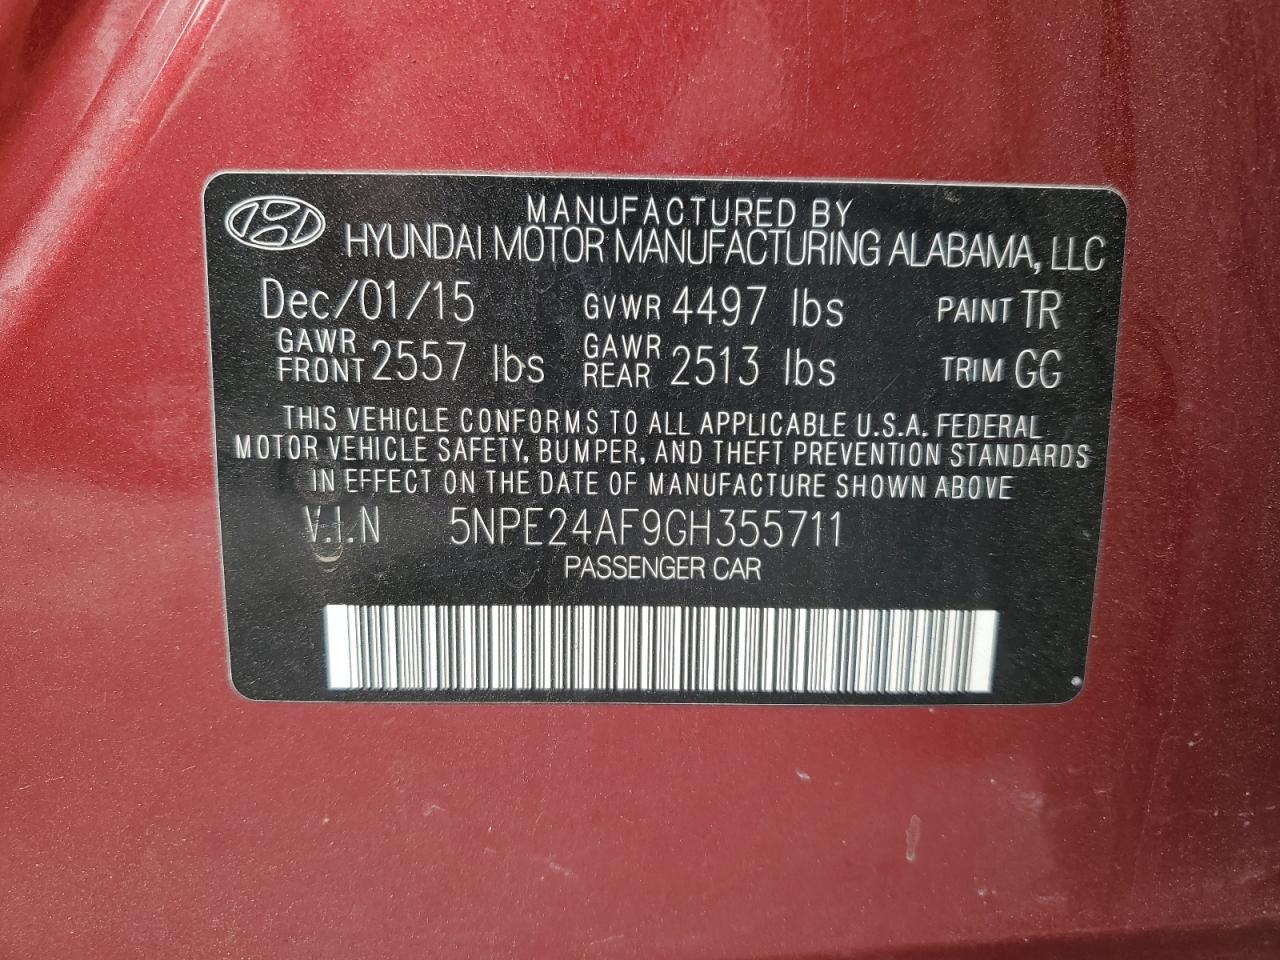 MANUFACTURED BY
HYUNDAI MOTOR MANUFACTURING ALABAMA, LLC
Dec/01/15 GVWR 4497 lbs PAINT TR
GAWR FRONT 2557 lbs GAWR REAR 2513 lbs TRIM GG
THIS VEHICLE CONFORMS TO ALL APPLICABLE U.S.A. FEDERAL
MOTOR VEHICLE SAFETY, BUMPER, AND THEFT PREVENTION STANDARDS
IN EFFECT ON THE DATE OF MANUFACTURE SHOWN ABOVE
V.I.N 5NPE24AF9GH355711
PASSENGER CAR